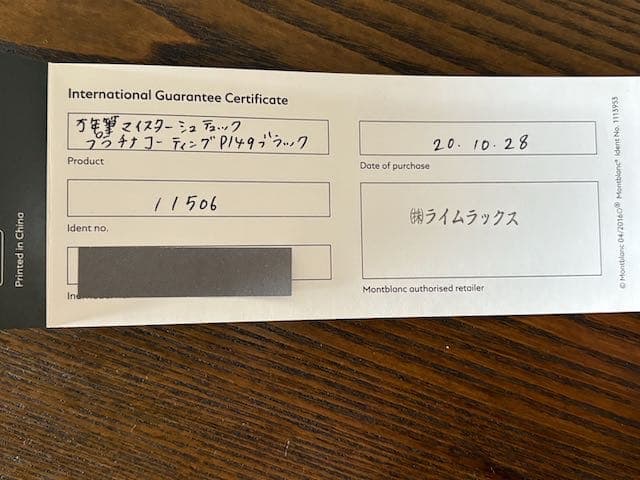 International Guarantee Certificate
万年筆マイスターシュテュック
プラチナコーティングP149ブラック
Product
11506
Ident no.
20.10.28
Date of purchase
㈱ライムラックス
Montblanc authorised retailer
Printed in China
© Montblanc 04/2016 Montblanc® Ident No. 1113953